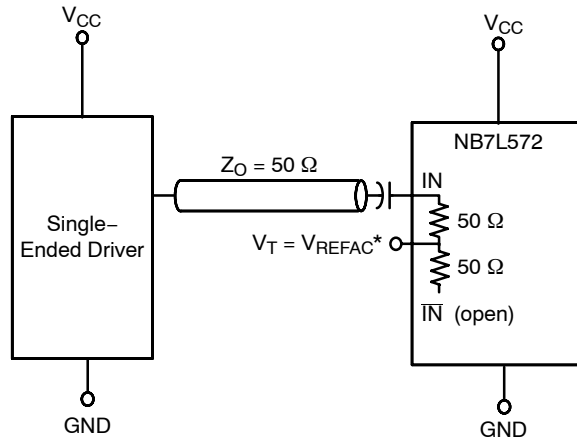 VCC
VCC
NB7L572
ZO = 50 Ω
IN
50 Ω
Single−
Ended Driver
VT = VREFAC*
50 Ω
IN (open)
GND
GND